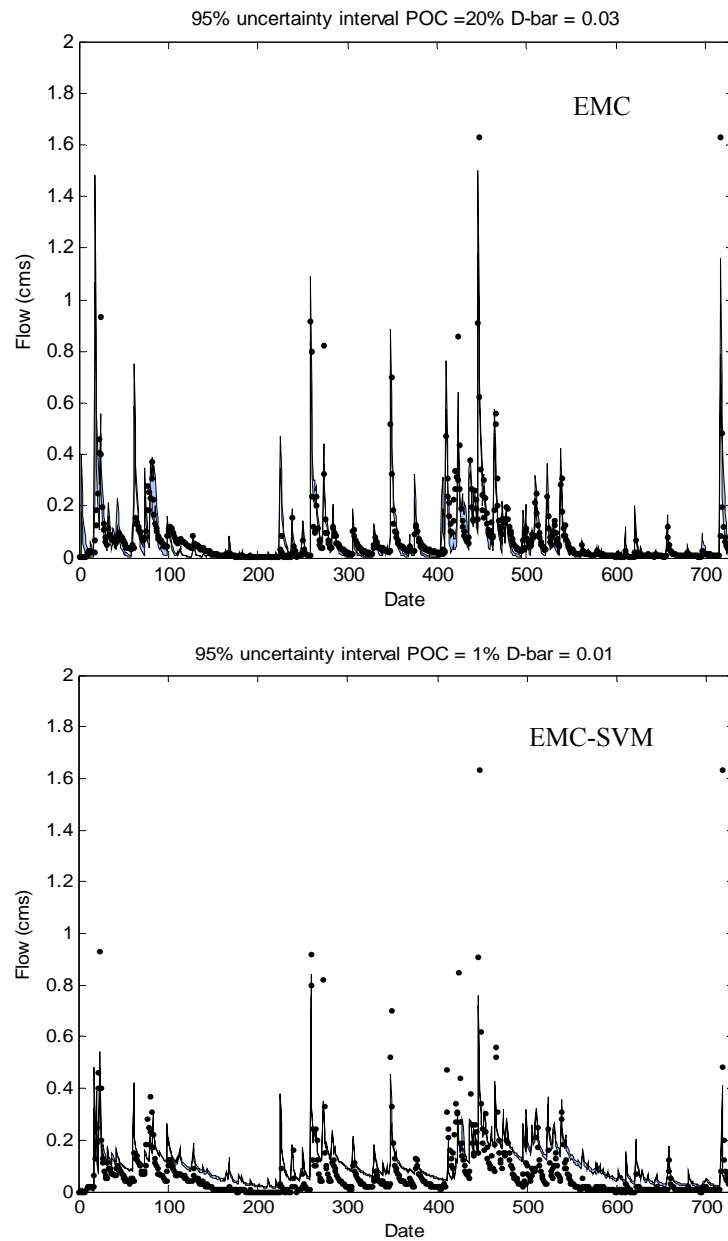 95% uncertainty interval POC =20% D-bar = 0.03
EMC
2
1.8
1.6
1.4
1.2
1
0.8
0.6
0.4
0.2
0
Flow (cms)
0 100 200 300 400 500 600 700
Date
95% uncertainty interval POC = 1% D-bar = 0.01
EMC-SVM
2
1.8
1.6
1.4
1.2
1
0.8
0.6
0.4
0.2
0
Flow (cms)
0 100 200 300 400 500 600 700
Date